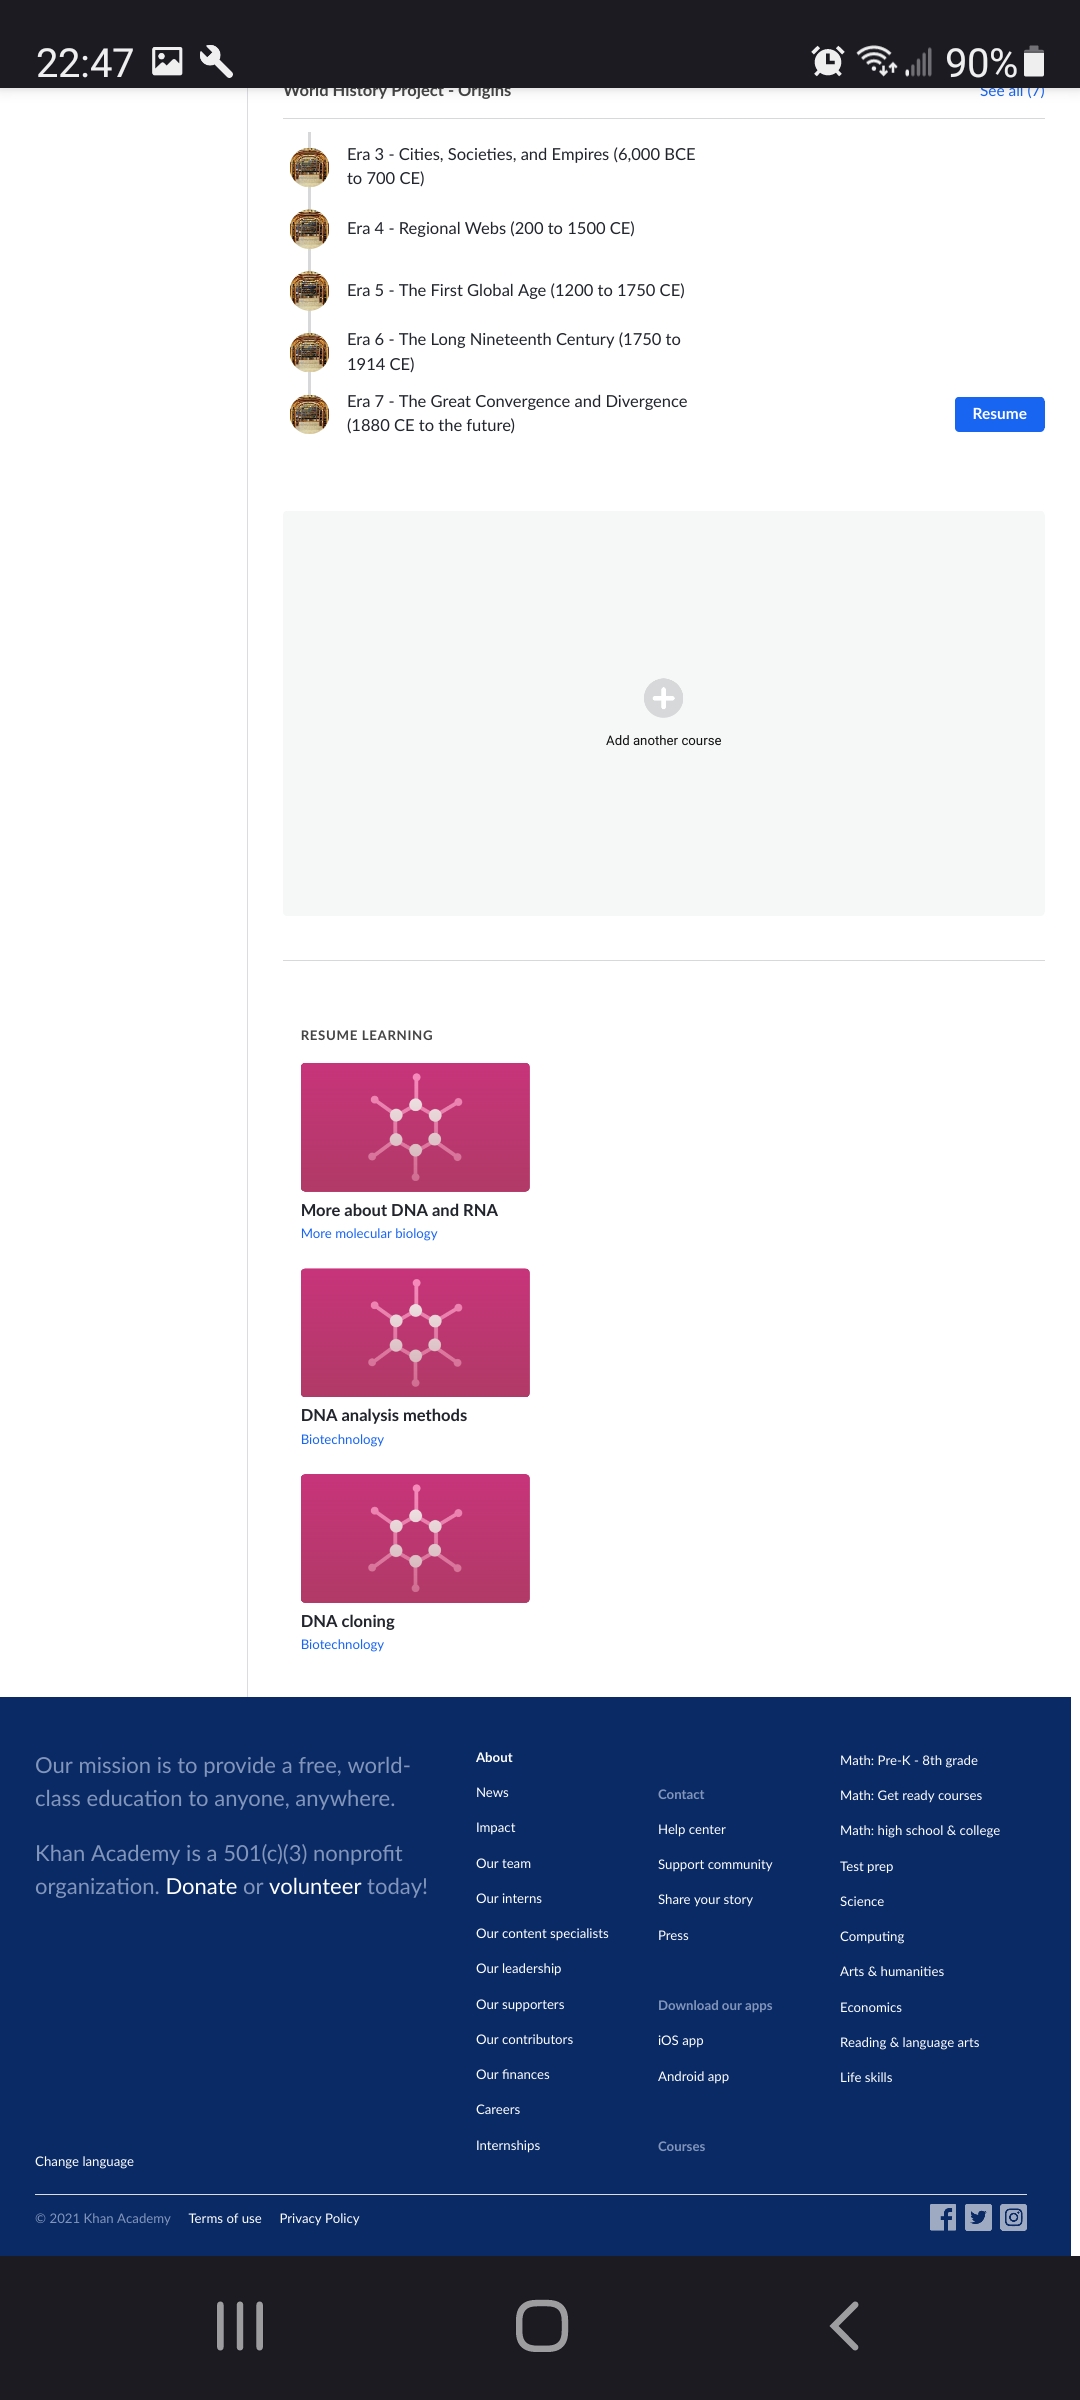 22:47
90%
World History Project - Origins
See all (7)
Era 3 - Cities, Societies, and Empires (6,000 BCE
to 700 CE)
Era 4 - Regional Webs (200 to 1500 CE)
Era 5 - The First Global Age (1200 to 1750 CE)
Era 6 - The Long Nineteenth Century (1750 to
1914 CE)
Era 7 - The Great Convergence and Divergence
(1880 CE to the future)
Resume
Add another course
RESUME LEARNING
More about DNA and RNA
More molecular biology
DNA analysis methods
Biotechnology
DNA cloning
Biotechnology
Our mission is to provide a free, world-
class education to anyone, anywhere.
Khan Academy is a 501(c)(3) nonprofit
organization. Donate or volunteer today!
Change language
About
News
Impact
Our team
Our interns
Our content specialists
Our leadership
Our supporters
Our contributors
Our finances
Careers
Internships
Contact
Help center
Support community
Share your story
Press
Download our apps
iOS app
Android app
Courses
Math: Pre-K - 8th grade
Math: Get ready courses
Math: high school & college
Test prep
Science
Computing
Arts & humanities
Economics
Reading & language arts
Life skills
© 2021 Khan Academy
Terms of use
Privacy Policy